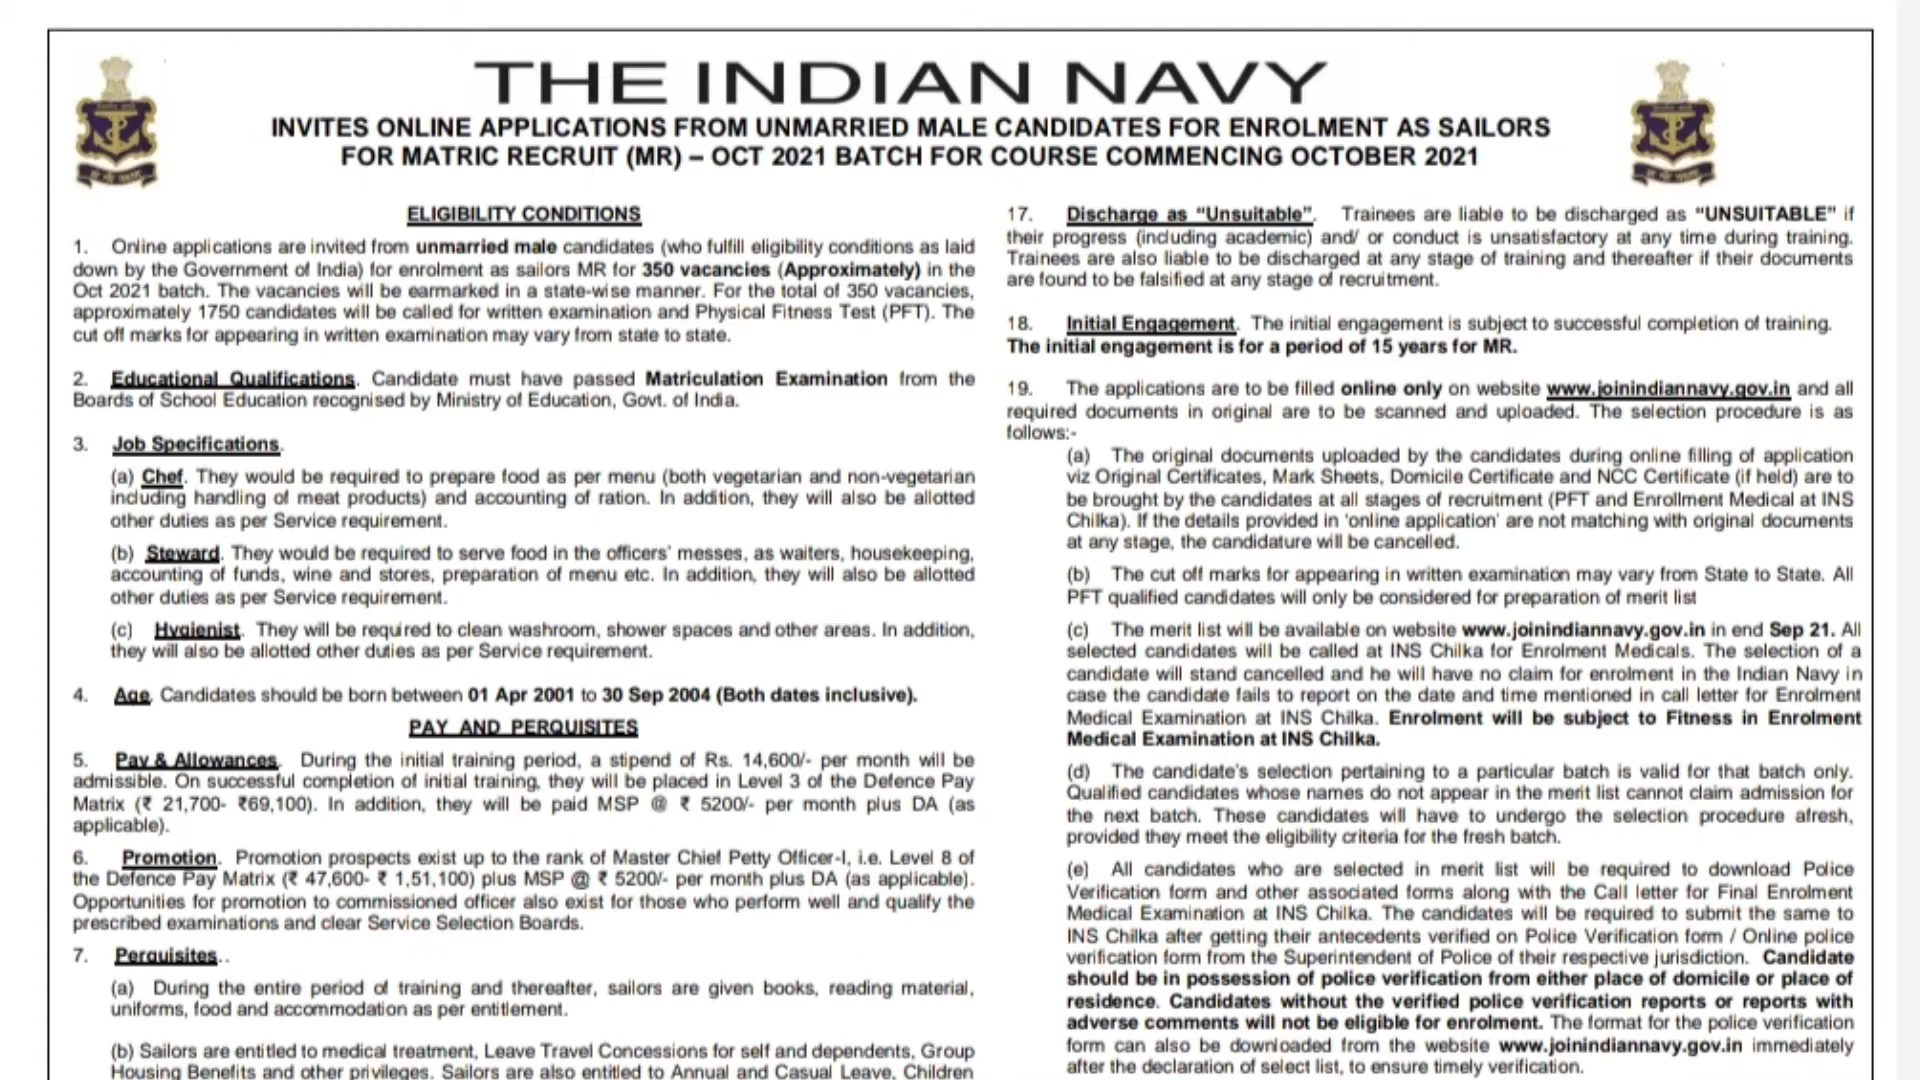 THE INDIAN NAVY
INVITES ONLINE APPLICATIONS FROM UNMARRIED MALE CANDIDATES FOR ENROLMENT AS SAILORS
FOR MATRIC RECRUIT (MR) – OCT 2021 BATCH FOR COURSE COMMENCING OCTOBER 2021
ELIGIBILITY CONDITIONS
1. Online applications are invited from unmarried male candidates (who fulfill eligibility conditions as laid
down by the Government of India) for enrolment as sailors MR for 350 vacancies (Approximately) in the
Oct 2021 batch. The vacancies will be earmarked in a state-wise manner. For the total of 350 vacancies,
approximately 1750 candidates will be called for written examination and Physical Fitness Test (PFT). The
cut off marks for appearing in written examination may vary from state to state.
2. Educational Qualifications. Candidate must have passed Matriculation Examination from the
Boards of School Education recognised by Ministry of Education, Govt. of India.
3. Job Specifications.
(a) Chef. They would be required to prepare food as per menu (both vegetarian and non-vegetarian
including handling of meat products) and accounting of ration. In addition, they will also be allotted
other duties as per Service requirement.
(b) Steward. They would be required to serve food in the officers' messes, as waiters, housekeeping,
accounting of funds, wine and stores, preparation of menu etc. In addition, they will also be allotted
other duties as per Service requirement.
(c) Hygienist. They will be required to clean washroom, shower spaces and other areas. In addition,
they will also be allotted other duties as per Service requirement.
4. Age. Candidates should be born between 01 Apr 2001 to 30 Sep 2004 (Both dates inclusive).
PAY AND PERQUISITES
5. Pay & Allowances. During the initial training period, a stipend of Rs. 14,600/- per month will be
admissible. On successful completion of initial training, they will be placed in Level 3 of the Defence Pay
Matrix (₹ 21,700- ₹69,100). In addition, they will be paid MSP @ ₹ 5200/- per month plus DA (as
applicable).
6. Promotion. Promotion prospects exist up to the rank of Master Chief Petty Officer-I, i.e. Level 8 of
the Defence Pay Matrix (₹ 47,600- ₹ 1,51,100) plus MSP @ ₹ 5200/- per month plus DA (as applicable).
Opportunities for promotion to commissioned officer also exist for those who perform well and qualify the
prescribed examinations and clear Service Selection Boards.
7. Perquisites..
(a) During the entire period of training and thereafter, sailors are given books, reading material,
uniforms, food and accommodation as per entitlement.
(b) Sailors are entitled to medical treatment, Leave Travel Concessions for self and dependents, Group
Housing Benefits and other privileges. Sailors are also entitled to Annual and Casual Leave, Children
17. Discharge as “Unsuitable”. Trainees are liable to be discharged as “UNSUITABLE” if
their progress (including academic) and/ or conduct is unsatisfactory at any time during training.
Trainees are also liable to be discharged at any stage of training and thereafter if their documents
are found to be falsified at any stage of recruitment.
18. Initial Engagement. The initial engagement is subject to successful completion of training.
The initial engagement is for a period of 15 years for MR.
19. The applications are to be filled online only on website www.joinindiannavy.gov.in and all
required documents in original are to be scanned and uploaded. The selection procedure is as
follows:-
(a) The original documents uploaded by the candidates during online filling of application
viz Original Certificates, Mark Sheets, Domicile Certificate and NCC Certificate (if held) are to
be brought by the candidates at all stages of recruitment (PFT and Enrollment Medical at INS
Chilka). If the details provided in 'online application' are not matching with original documents
at any stage, the candidature will be cancelled.
(b) The cut off marks for appearing in written examination may vary from State to State. All
PFT qualified candidates will only be considered for preparation of merit list
(c) The merit list will be available on website www.joinindiannavy.gov.in in end Sep 21. All
selected candidates will be called at INS Chilka for Enrolment Medicals. The selection of a
candidate will stand cancelled and he will have no claim for enrolment in the Indian Navy in
case the candidate fails to report on the date and time mentioned in call letter for Enrolment
Medical Examination at INS Chilka. Enrolment will be subject to Fitness in Enrolment
Medical Examination at INS Chilka.
(d) The candidate's selection pertaining to a particular batch is valid for that batch only.
Qualified candidates whose names do not appear in the merit list cannot claim admission for
the next batch. These candidates will have to undergo the selection procedure afresh,
provided they meet the eligibility criteria for the fresh batch.
(e) All candidates who are selected in merit list will be required to download Police
Verification form and other associated forms along with the Call letter for Final Enrolment
Medical Examination at INS Chilka. The candidates will be required to submit the same to
INS Chilka after getting their antecedents verified on Police Verification form / Online police
verification form from the Superintendent of Police of their respective jurisdiction. Candidate
should be in possession of police verification from either place of domicile or place of
residence. Candidates without the verified police verification reports or reports with
adverse comments will not be eligible for enrolment. The format for the police verification
form can also be downloaded from the website www.joinindiannavy.gov.in immediately
after the declaration of select list, to ensure timely verification.